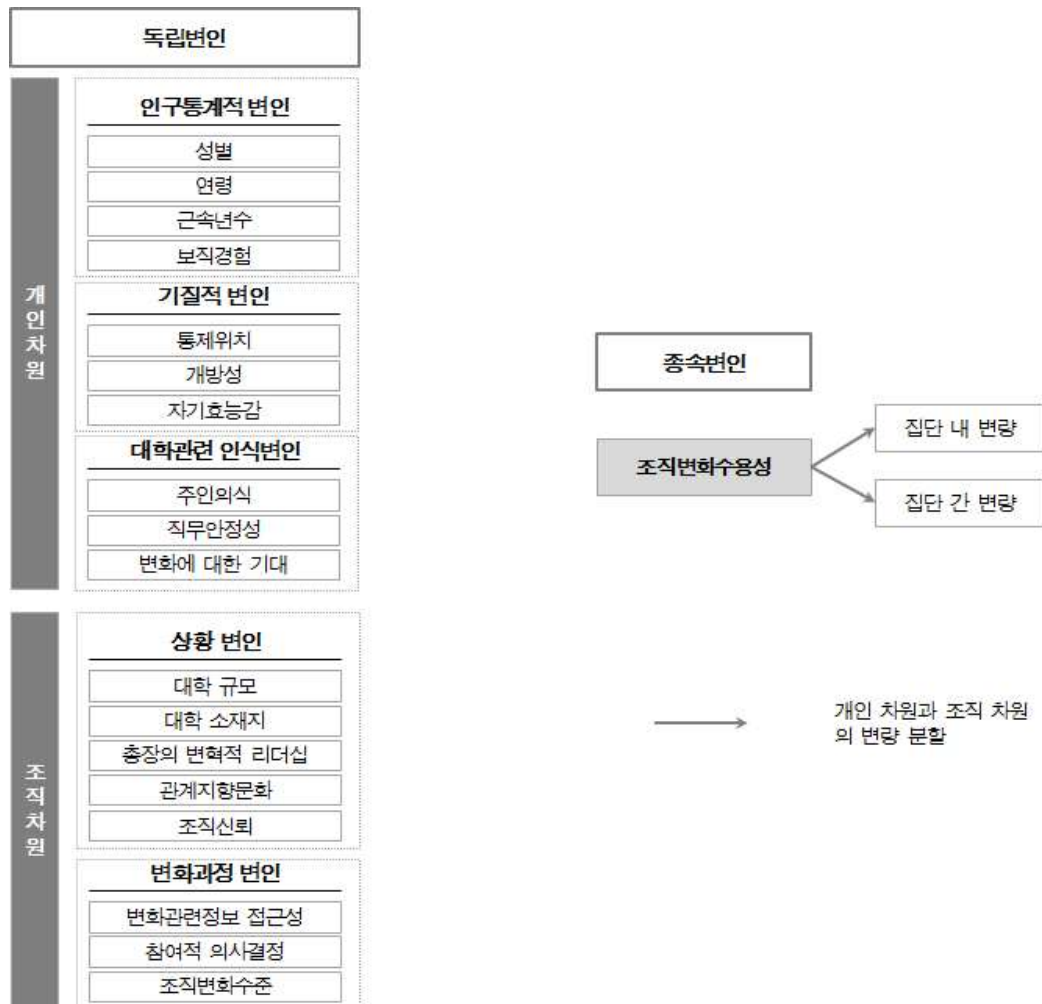 독립변인
개인차원
인구통계적 변인
성별
연령
근속년수
보직경험
기질적 변인
통제위치
개방성
자기효능감
대학관련 인식변인
주인의식
직무안정성
변화에 대한 기대
종속변인
조직변화수용성
집단 내 변량
집단 간 변량
조직차원
상황 변인
대학 규모
대학 소재지
총장의 변혁적 리더십
관계지향문화
조직신뢰
변화과정 변인
변화관련정보 접근성
참여적 의사결정
조직변화수준
개인 차원과 조직 차원
의 변량 분할